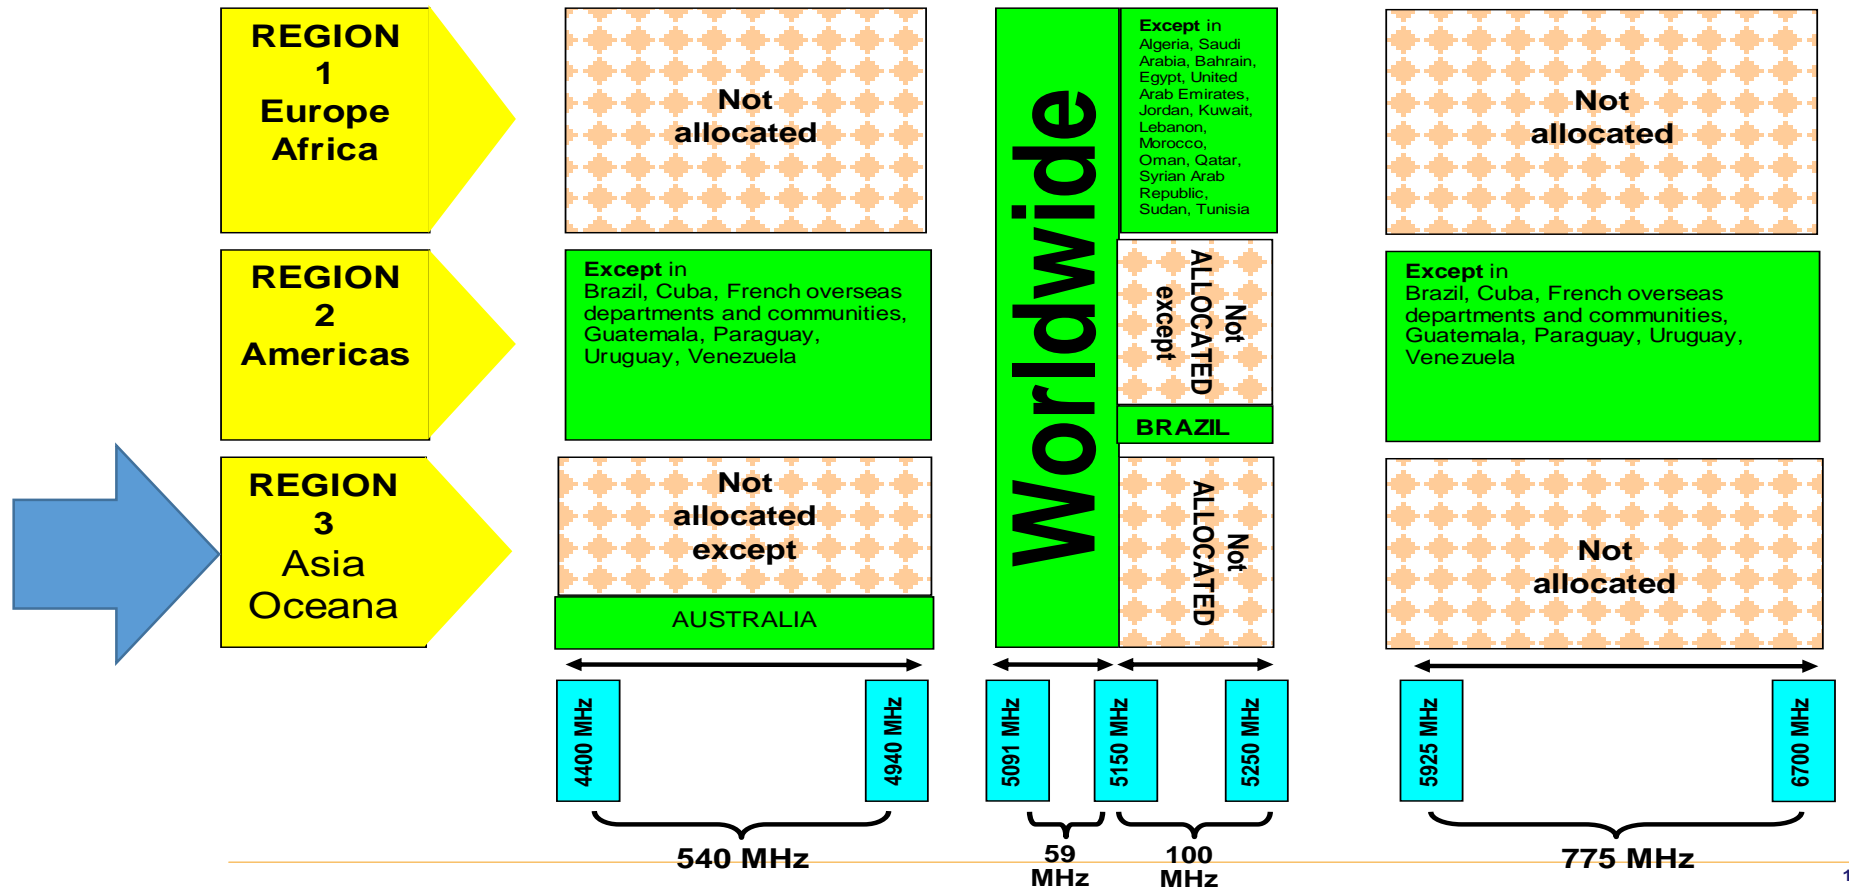 REGION
1
Europe
Africa
Not
allocated
Worldwide
Except in
Algeria, Saudi
Arabia, Bahrain,
Egypt, United
Arab Emirates,
Jordan, Kuwait,
Lebanon,
Morocco,
Oman, Qatar,
Syrian Arab
Republic,
Sudan, Tunisia
Not
allocated
REGION
2
Americas
Except in
Brazil, Cuba, French overseas
departments and communities,
Guatemala, Paraguay,
Uruguay, Venezuela
Not
ALLOCATED
except
BRAZIL
Except in
Brazil, Cuba, French overseas
departments and communities,
Guatemala, Paraguay, Uruguay,
Venezuela
REGION
3
Asia
Oceana
Not
allocated
except
AUSTRALIA
Not
ALLOCATED
Not
allocated
4400 MHz
4940 MHz
5091 MHz
5150 MHz
5250 MHz
5925 MHz
6700 MHz
540 MHz
59
MHz
100
MHz
775 MHz
1